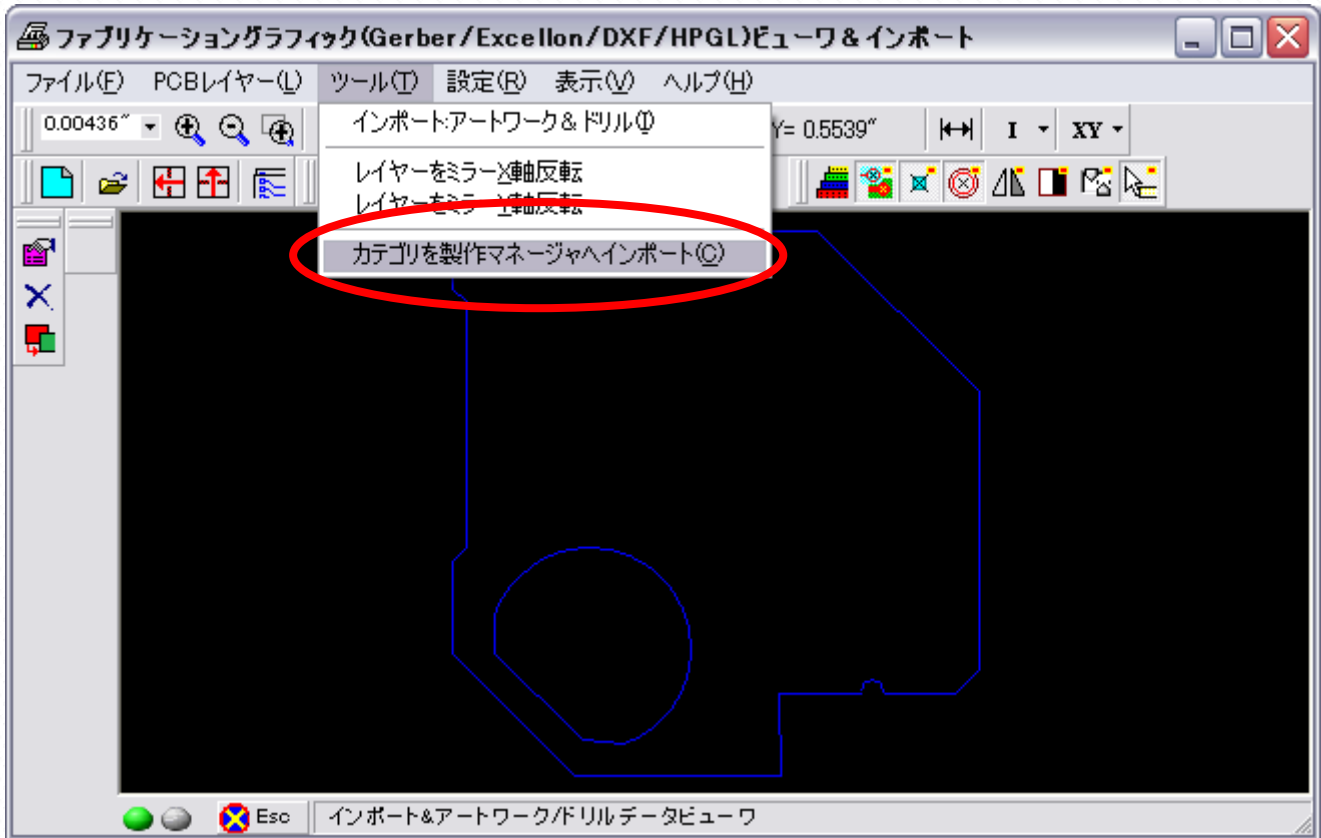 ファブリケーショングラフィック(Gerber/Excellon/DXF/HPGL)ビューワ&インポート
ファイル(F) PCBレイヤー(L) ツール(T) 設定(R) 表示(V) ヘルプ(H)
0.00436" Y= 0.5539" I XY
インポート:アートワーク&ドリル(I)
レイヤーをミラーX軸反転
レイヤーをミラーY軸反転
カテゴリを製作マネージャへインポート(C)
Esc インポート&アートワーク/ドリルデータビューワ